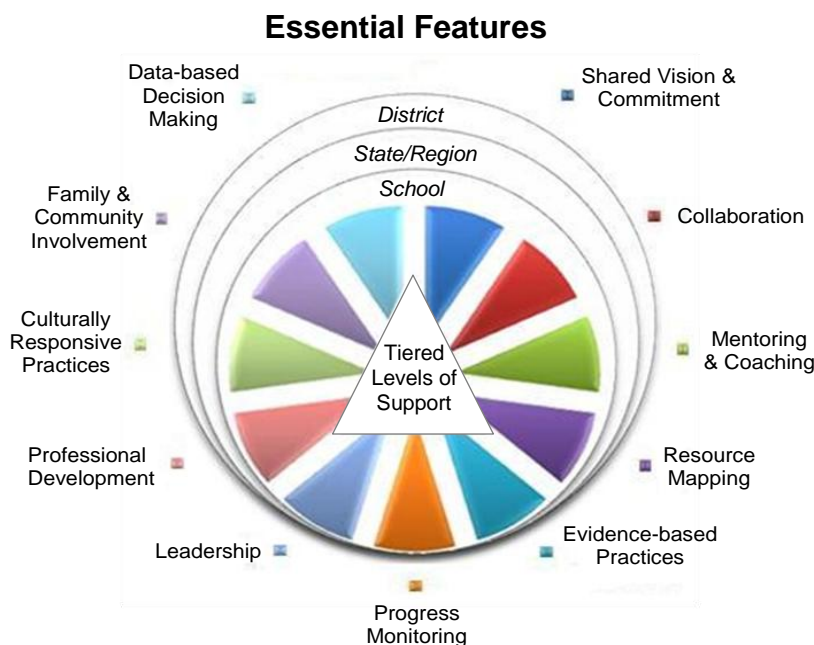 Essential Features
Data-based
Decision
Making
Shared Vision &
Commitment
District
State/Region
School
Family &
Community
Involvement
Collaboration
Culturally
Responsive
Practices
Tiered
Levels of
Support
Mentoring
& Coaching
Professional
Development
Resource
Mapping
Leadership
Evidence-based
Practices
Progress
Monitoring